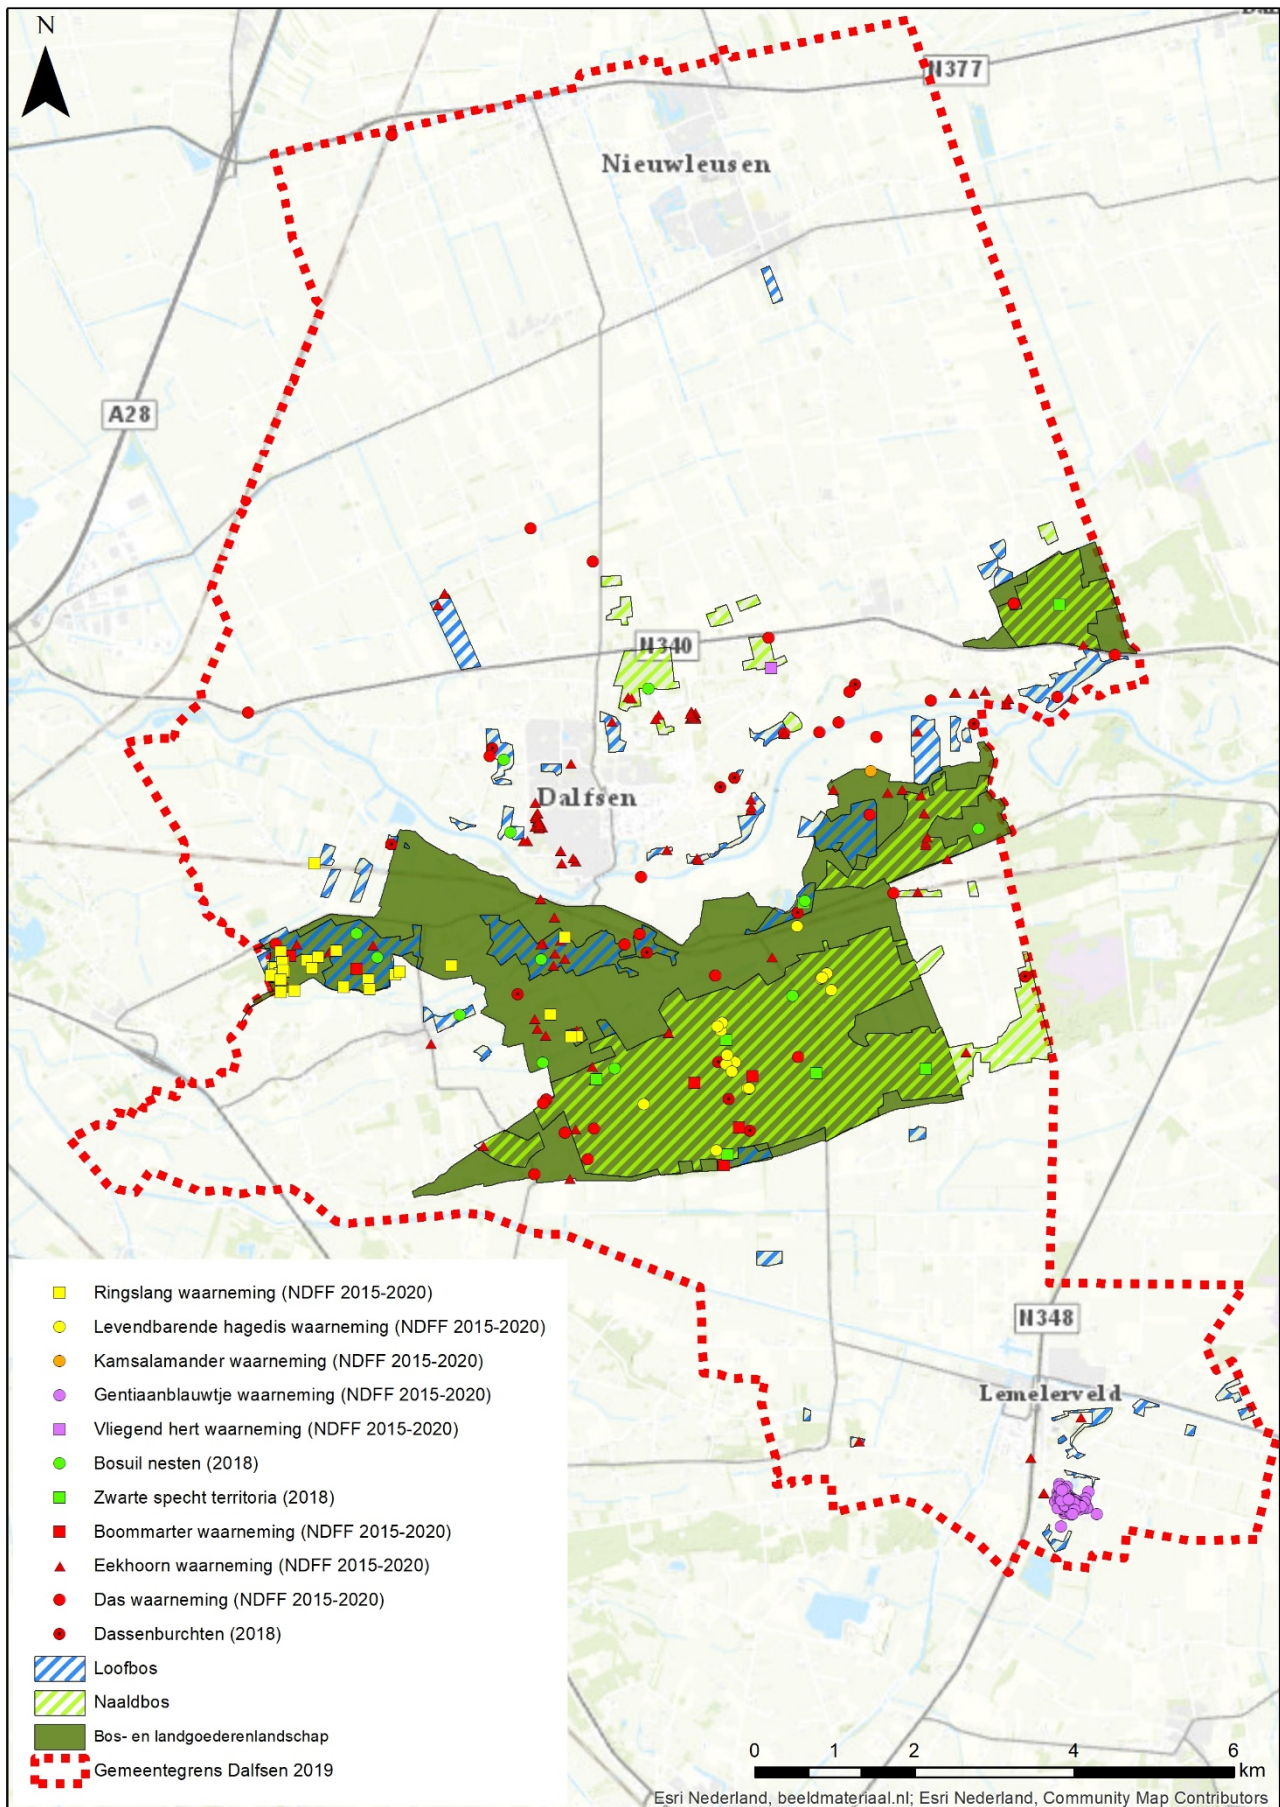 N
N377
Nieuwleusen
A28
N340
Dalfsen
N348
Lemelerveld
Ringslang waarneming (NDFF 2015-2020)
Levendbarende hagedis waarneming (NDFF 2015-2020)
Kamsalamander waarneming (NDFF 2015-2020)
Gentiaanblauwtje waarneming (NDFF 2015-2020)
Vliegend hert waarneming (NDFF 2015-2020)
Bosuil nesten (2018)
Zwarte specht territoria (2018)
Boommarter waarneming (NDFF 2015-2020)
Eekhoorn waarneming (NDFF 2015-2020)
Das waarneming (NDFF 2015-2020)
Dassenburchten (2018)
Loofbos
Naaldbos
Bos- en landgoederenlandschap
Gemeentegrens Dalfsen 2019
0 1 2 4 6
km
Esri Nederland, beeldmateriaal.nl; Esri Nederland, Community Map Contributors